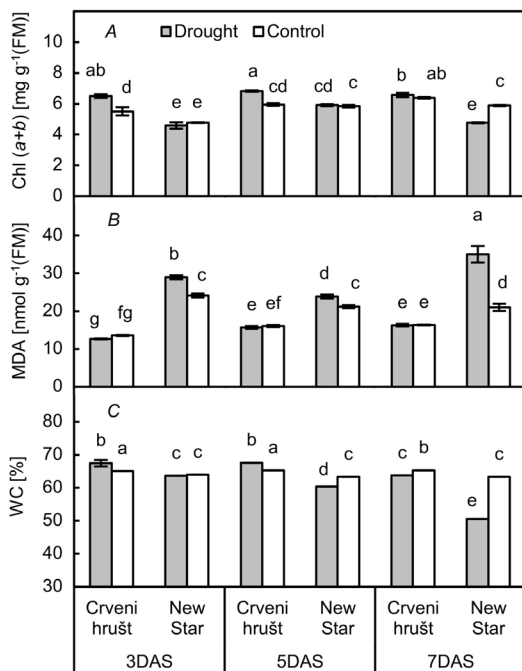 A
Drought Control
Chl (a+b) [mg g-1(FM)]
10
8
6
4
2
0
ab d e e a cd cd c b ab e c
B
MDA [nmol g-1(FM)]
40
30
20
10
0
g fg b c e ef d c e e a d
C
WC [%]
80
70
60
50
40
30
b a c c b a d c c b e c
Crveni hrušt New Star Crveni hrušt New Star Crveni hrušt New Star
3DAS 5DAS 7DAS